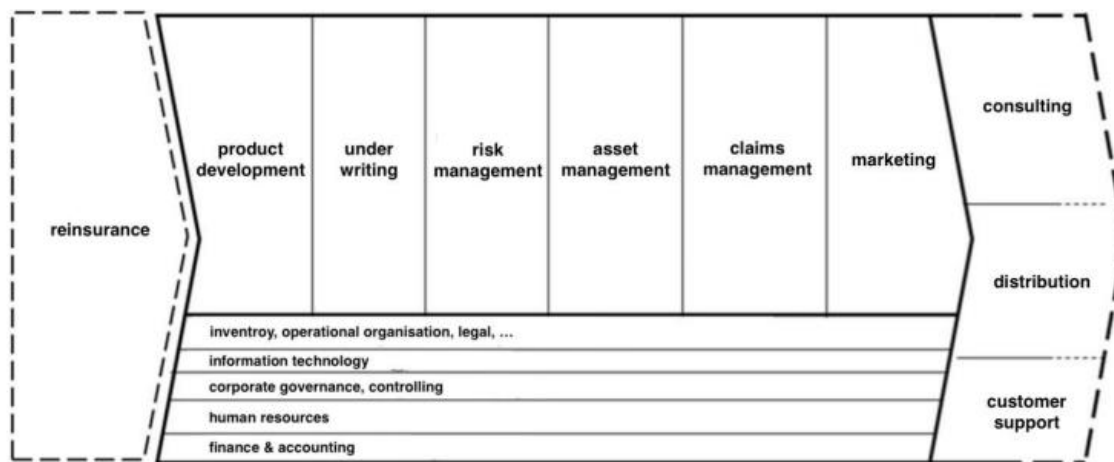 reinsurance
product
development
under
writing
risk
management
asset
management
claims
management
marketing
consulting
distribution
customer
support
inventroy, operational organisation, legal, ...
information technology
corporate governance, controlling
human resources
finance & accounting